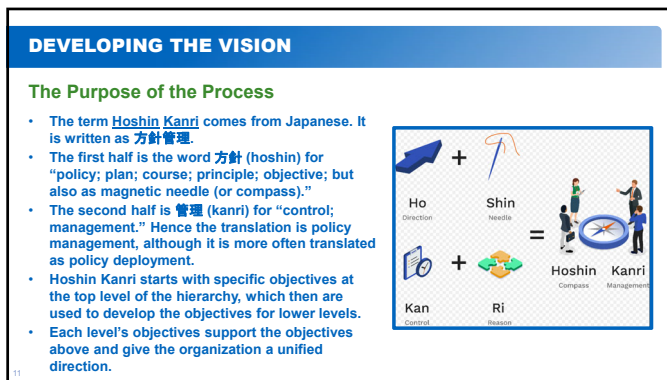 DEVELOPING THE VISION
The Purpose of the Process
• The term Hoshin Kanri comes from Japanese. It
is written as 方針管理.
• The first half is the word 方針 (hoshin) for
“policy; plan; course; principle; objective; but
also as magnetic needle (or compass).”
• The second half is 管理 (kanri) for “control;
management.” Hence the translation is policy
management, although it is more often translated
as policy deployment.
• Hoshin Kanri starts with specific objectives at
the top level of the hierarchy, which then are
used to develop the objectives for lower levels.
• Each level’s objectives support the objectives
above and give the organization a unified
direction.
+
Ho
Direction
Shin
Needle
+
Kan
Control
Ri
Reason
=
Hoshin Kanri
Compass Management
11